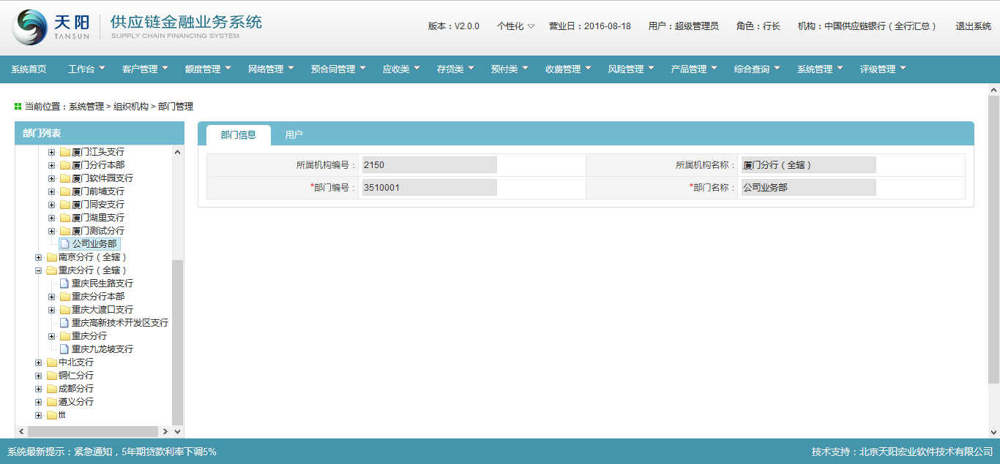 天阳
TANSUN
供应链金融业务系统
SUPPLY CHAIN FINANCING SYSTEM
版本：V2.0.0 个性化 营业日：2016-08-18 用户：超级管理员 角色：行长 机构：中国供应链银行（全行汇总） 退出系统
系统首页 工作台 客户管理 额度管理 网络管理 预合同管理 应收类 存货类 预付类 收费管理 风险管理 产品管理 综合查询 系统管理 评级管理
当前位置：系统管理 > 组织机构 > 部门管理
部门列表
厦门江头支行
厦门分行本部
厦门软件园支行
厦门前埔支行
厦门同安支行
厦门湖里支行
厦门测试分行
公司业务部
南京分行（全辖）
重庆分行（全辖）
重庆民生路支行
重庆分行本部
重庆大渡口支行
重庆高新技术开发区支行
重庆分行
重庆九龙坡支行
中北支行
铜仁分行
成都分行
遵义分行
ttt
部门信息 用户
所属机构编号： 2150 所属机构名称： 厦门分行（全辖）
*部门编号： 3510001 *部门名称： 公司业务部
系统最新提示：紧急通知，5年期贷款利率下调5% 技术支持：北京天阳宏业软件技术有限公司